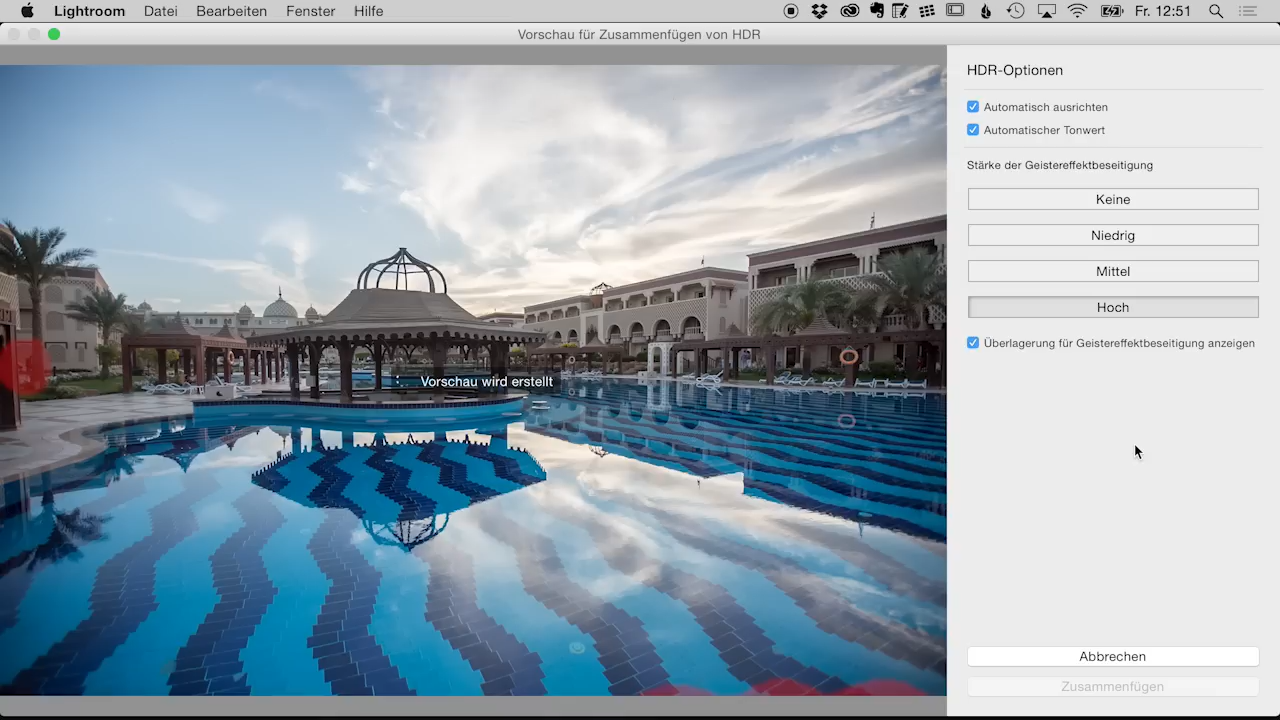 Lightroom Datei Bearbeiten Fenster Hilfe Fr. 12:51
Vorschau für Zusammenfügen von HDR
HDR-Optionen
Automatisch ausrichten
Automatischer Tonwert
Stärke der Geistereffektbeseitigung
Keine
Niedrig
Mittel
Hoch
Überlagerung für Geistereffektbeseitigung anzeigen
Vorschau wird erstellt
Abbrechen
Zusammenfügen